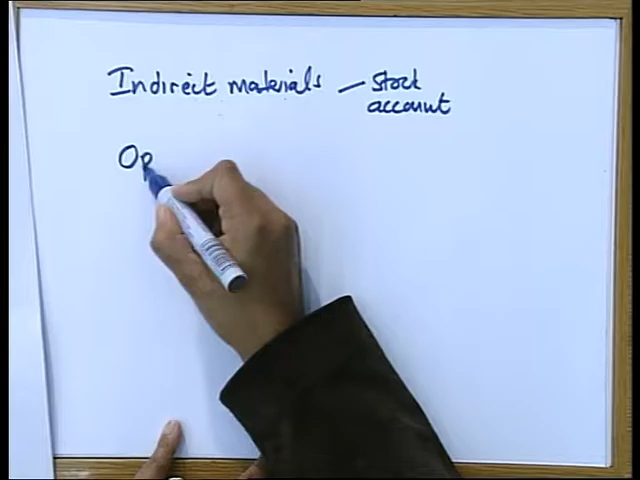 Indirect materials – Stock
account
Op